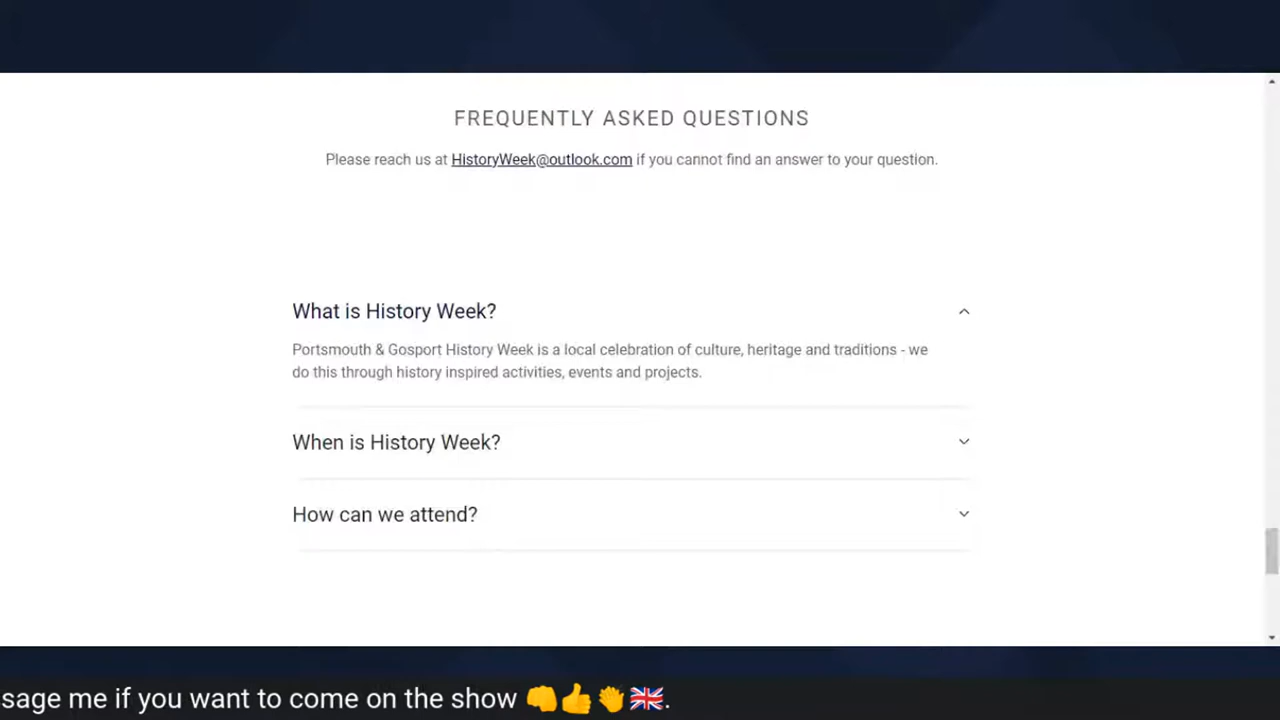 FREQUENTLY ASKED QUESTIONS
Please reach us at HistoryWeek@outlook.com if you cannot find an answer to your question.
What is History Week?
Portsmouth & Gosport History Week is a local celebration of culture, heritage and traditions - we
do this through history inspired activities, events and projects.
When is History Week?
How can we attend?
sage me if you want to come on the show 👊👍👏🇬🇧.